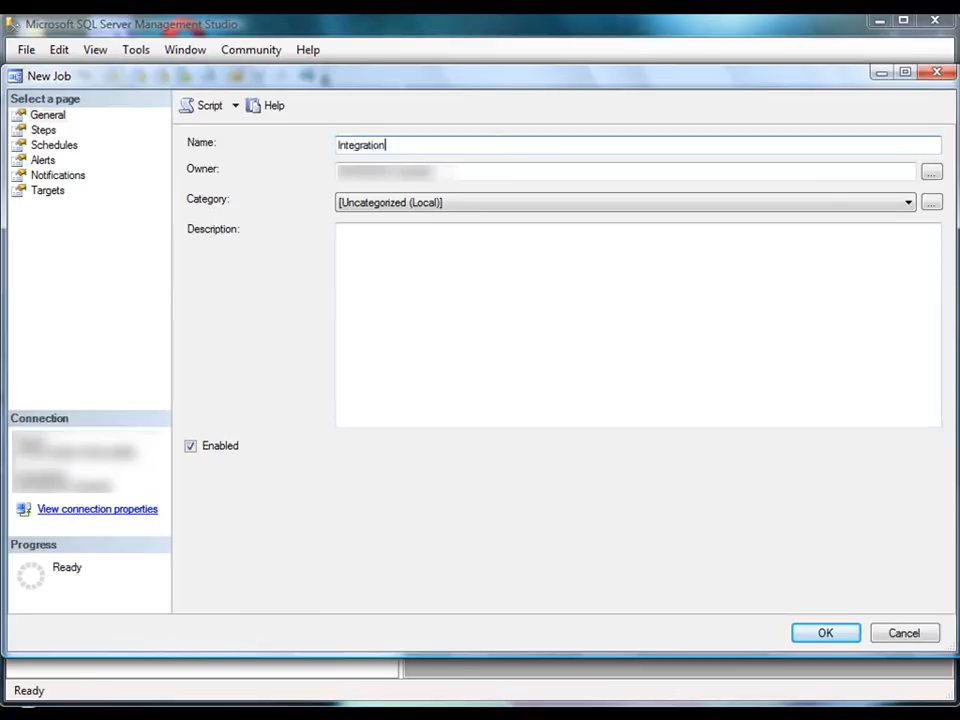 Microsoft SQL Server Management Studio
File Edit View Tools Window Community Help
New Job
Select a page
General
Steps
Schedules
Alerts
Notifications
Targets
Script Help
Name: Integration
Owner: ...
Category: [Uncategorized (Local)] ...
Description:
Enabled
Connection
View connection properties
Progress
Ready
OK Cancel
Ready